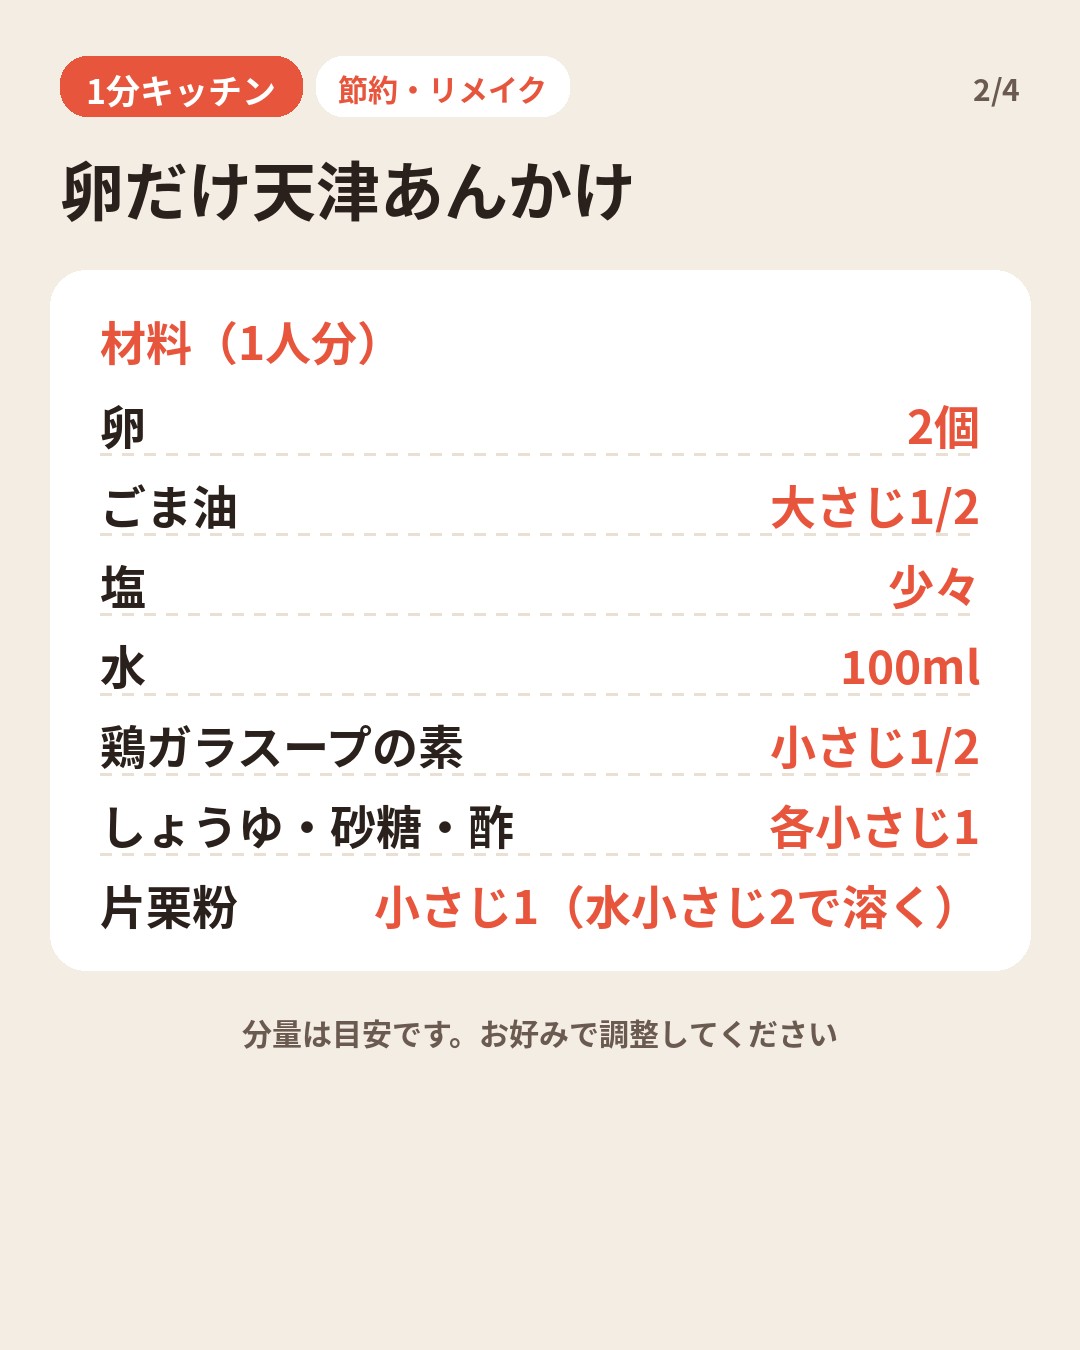 1分キッチン 節約・リメイク 2/4
卵だけ天津あんかけ
材料（1人分）
卵 2個
ごま油 大さじ1/2
塩 少々
水 100ml
鶏ガラスープの素 小さじ1/2
しょうゆ・砂糖・酢 各小さじ1
片栗粉 小さじ1（水小さじ2で溶く）
分量は目安です。お好みで調整してください